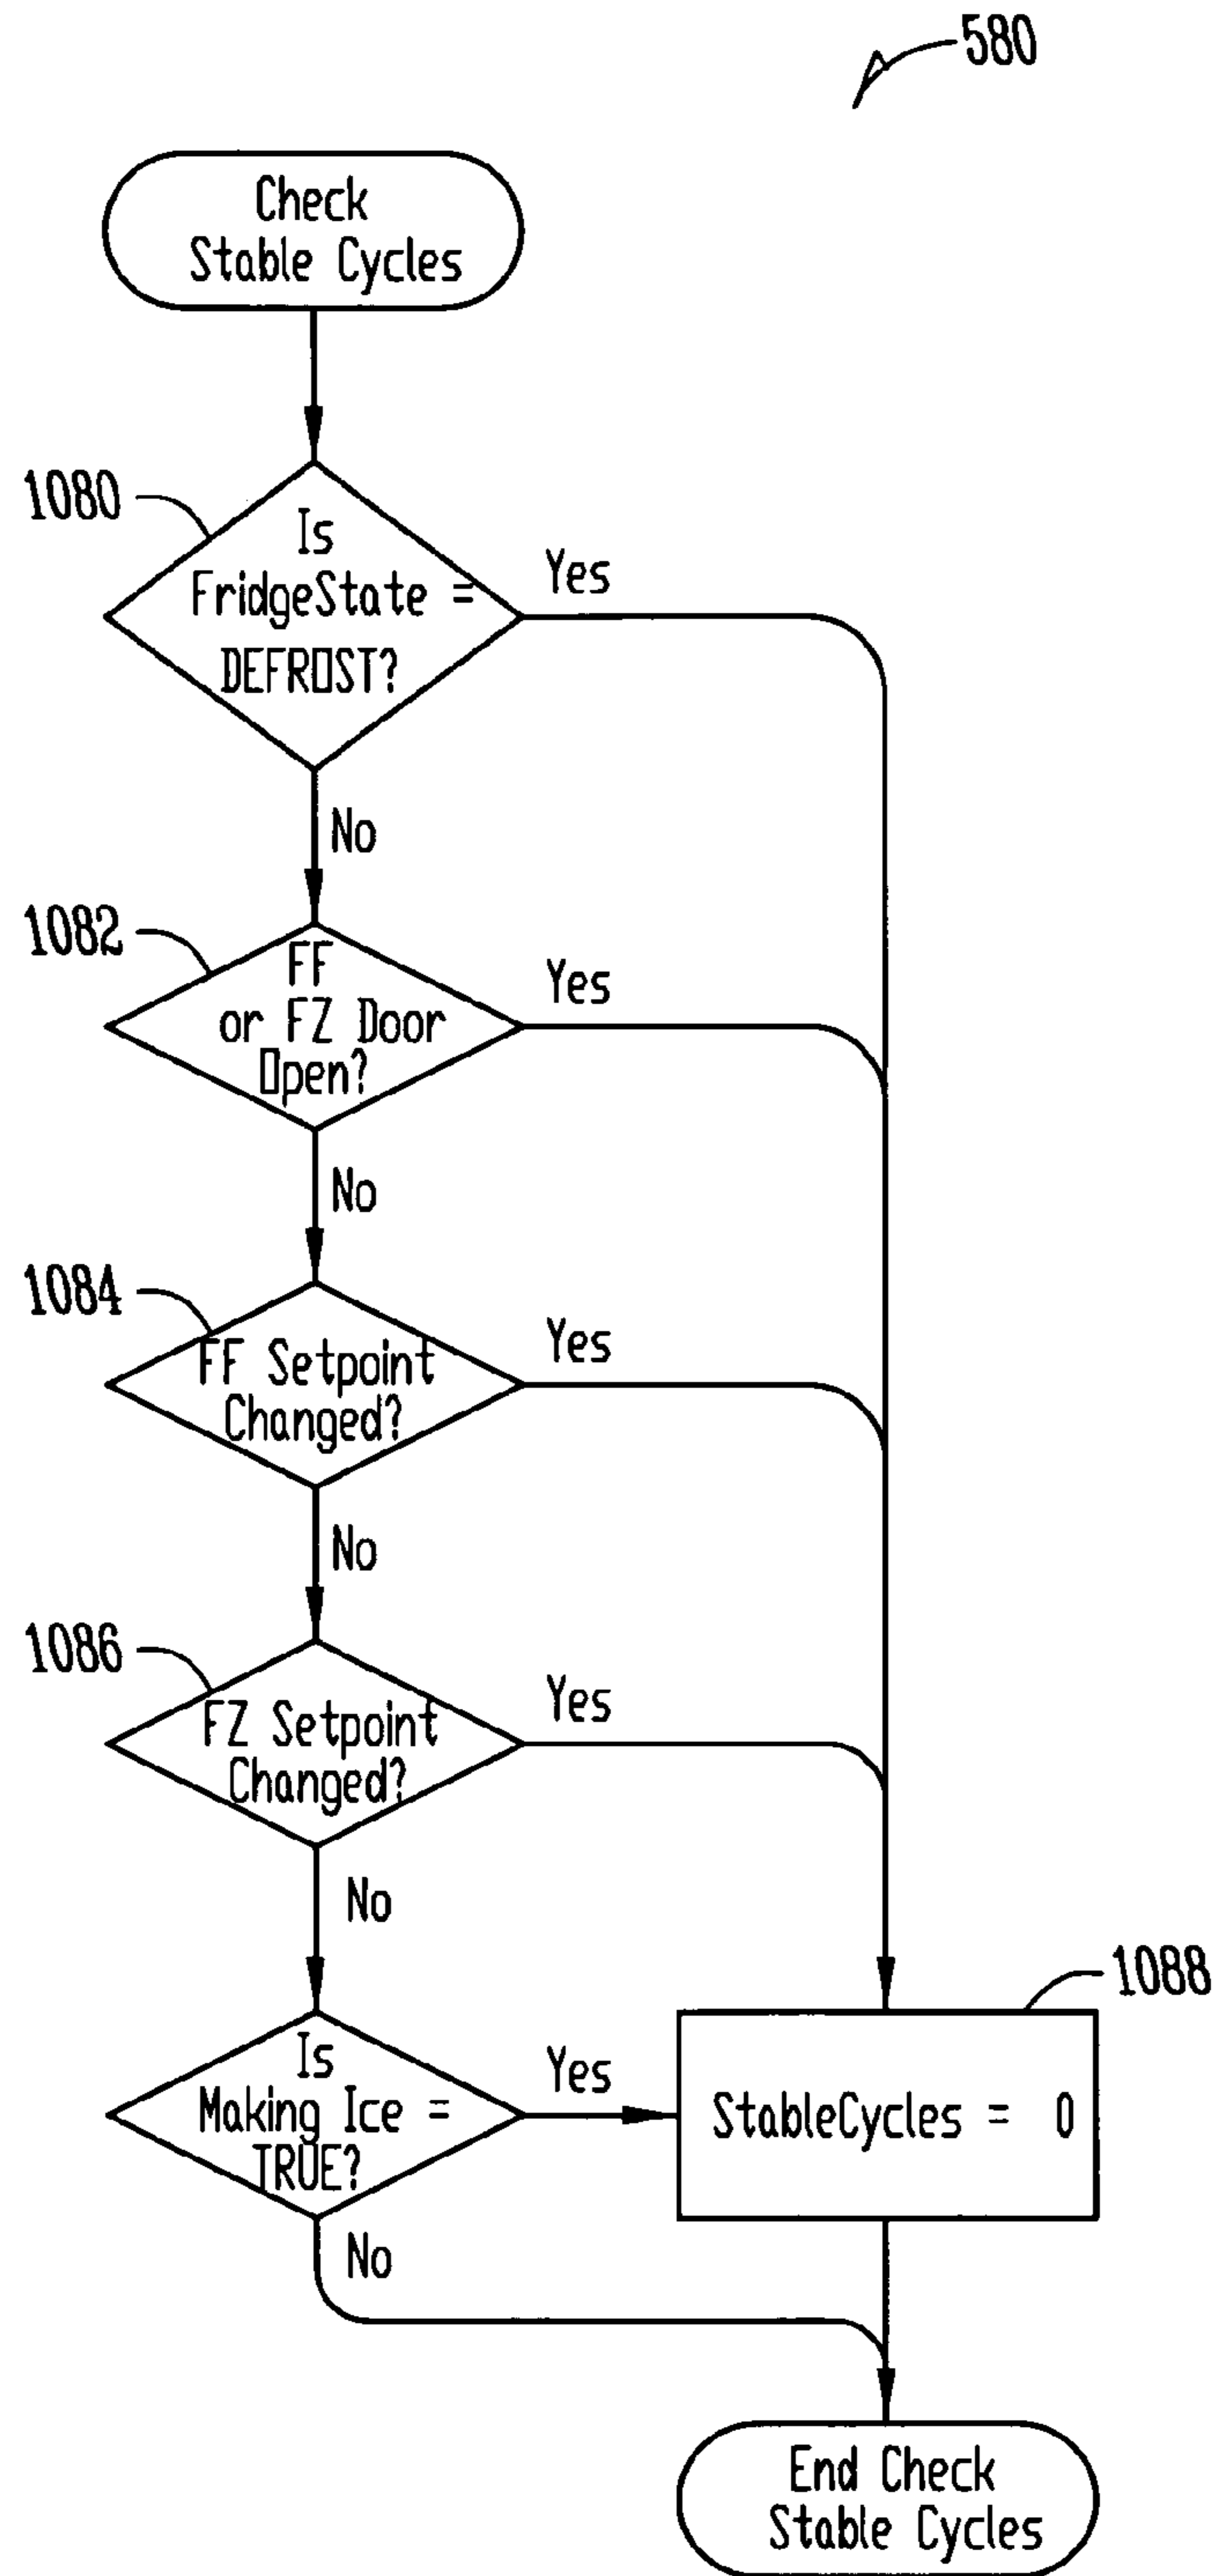 580
Check
Stable Cycles
1080
Is
FridgeState =
DEFROST?
Yes
No
1082
FF
or FZ Door
Open?
Yes
No
1084
FF Setpoint
Changed?
Yes
No
1086
FZ Setpoint
Changed?
Yes
No
1088
Is
Making Ice =
TRUE?
Yes
StableCycles = 0
No
End Check
Stable Cycles